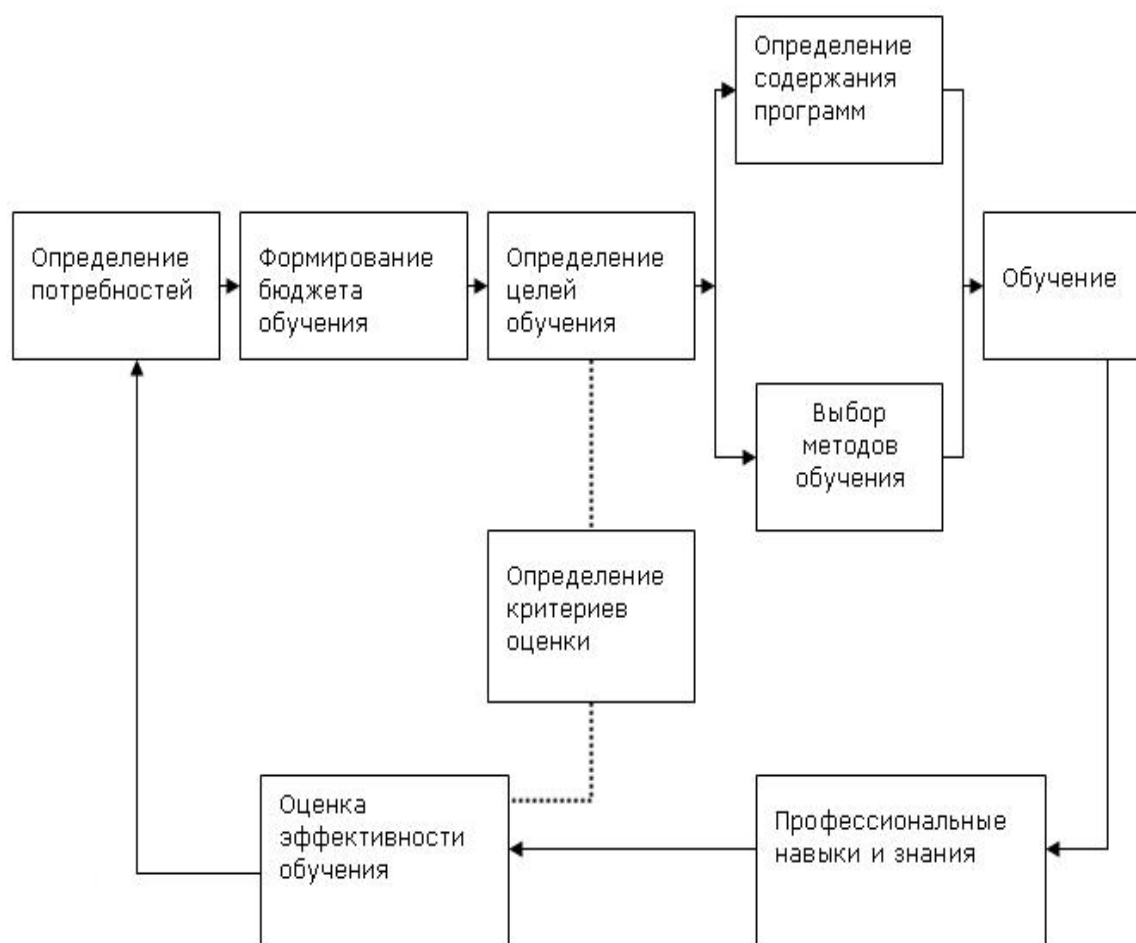 Определение
содержания
программ
Определение
потребностей
Формирование
бюджета
обучения
Определение
целей
обучения
Обучение
Выбор
методов
обучения
Определение
критериев
оценки
Оценка
эффективности
обучения
Профессиональные
навыки и знания